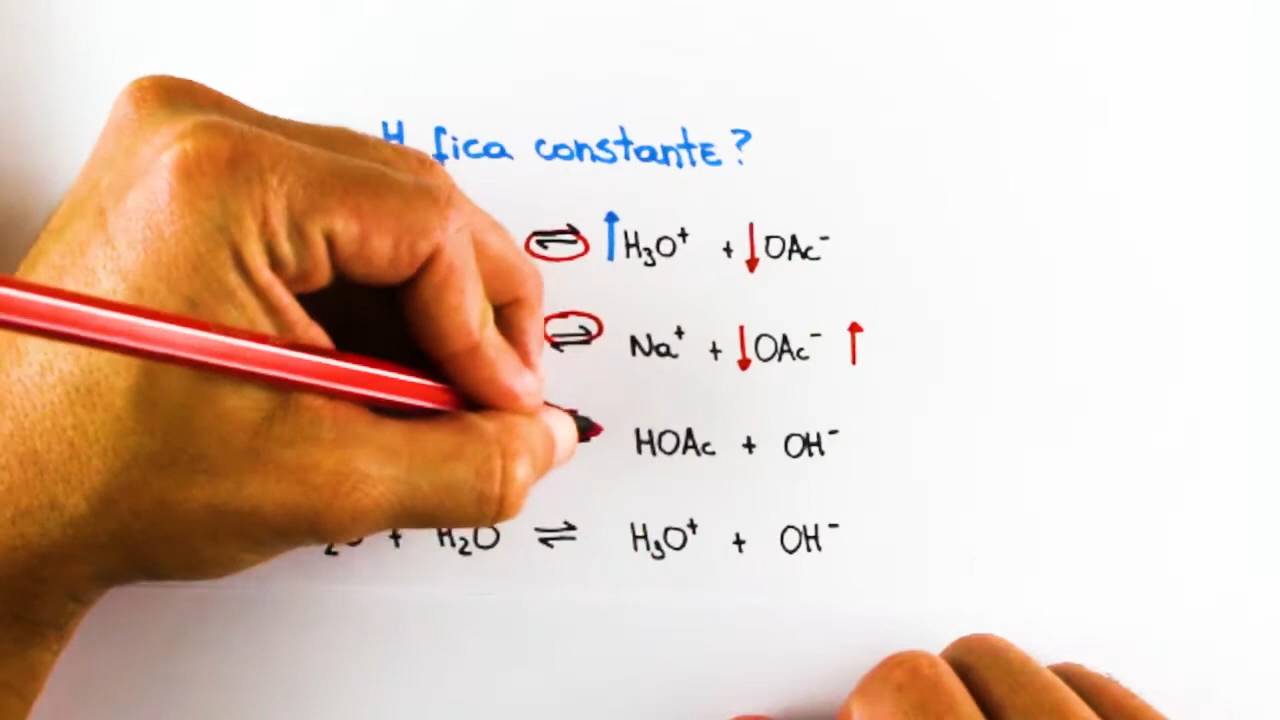 H fica constante?
⇌ ↑H₃O⁺ + ↓OAc⁻
⇌ Na⁺ + ↓OAc⁻ ↑
HOAc + OH⁻
+ H₂O ⇌ H₃O⁺ + OH⁻